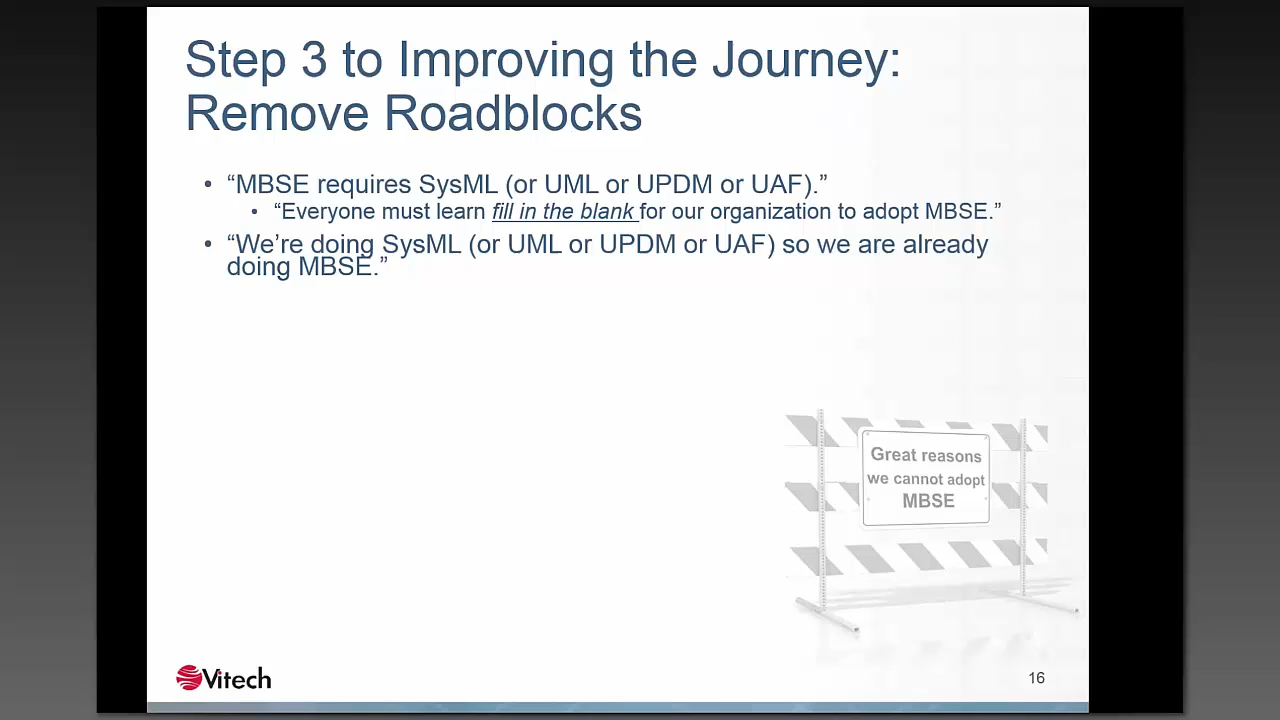 Step 3 to Improving the Journey:
Remove Roadblocks
• “MBSE requires SysML (or UML or UPDM or UAF).”
• “Everyone must learn fill in the blank for our organization to adopt MBSE.”
• “We’re doing SysML (or UML or UPDM or UAF) so we are already
doing MBSE.”
Great reasons
we cannot adopt
MBSE
Vitech
16